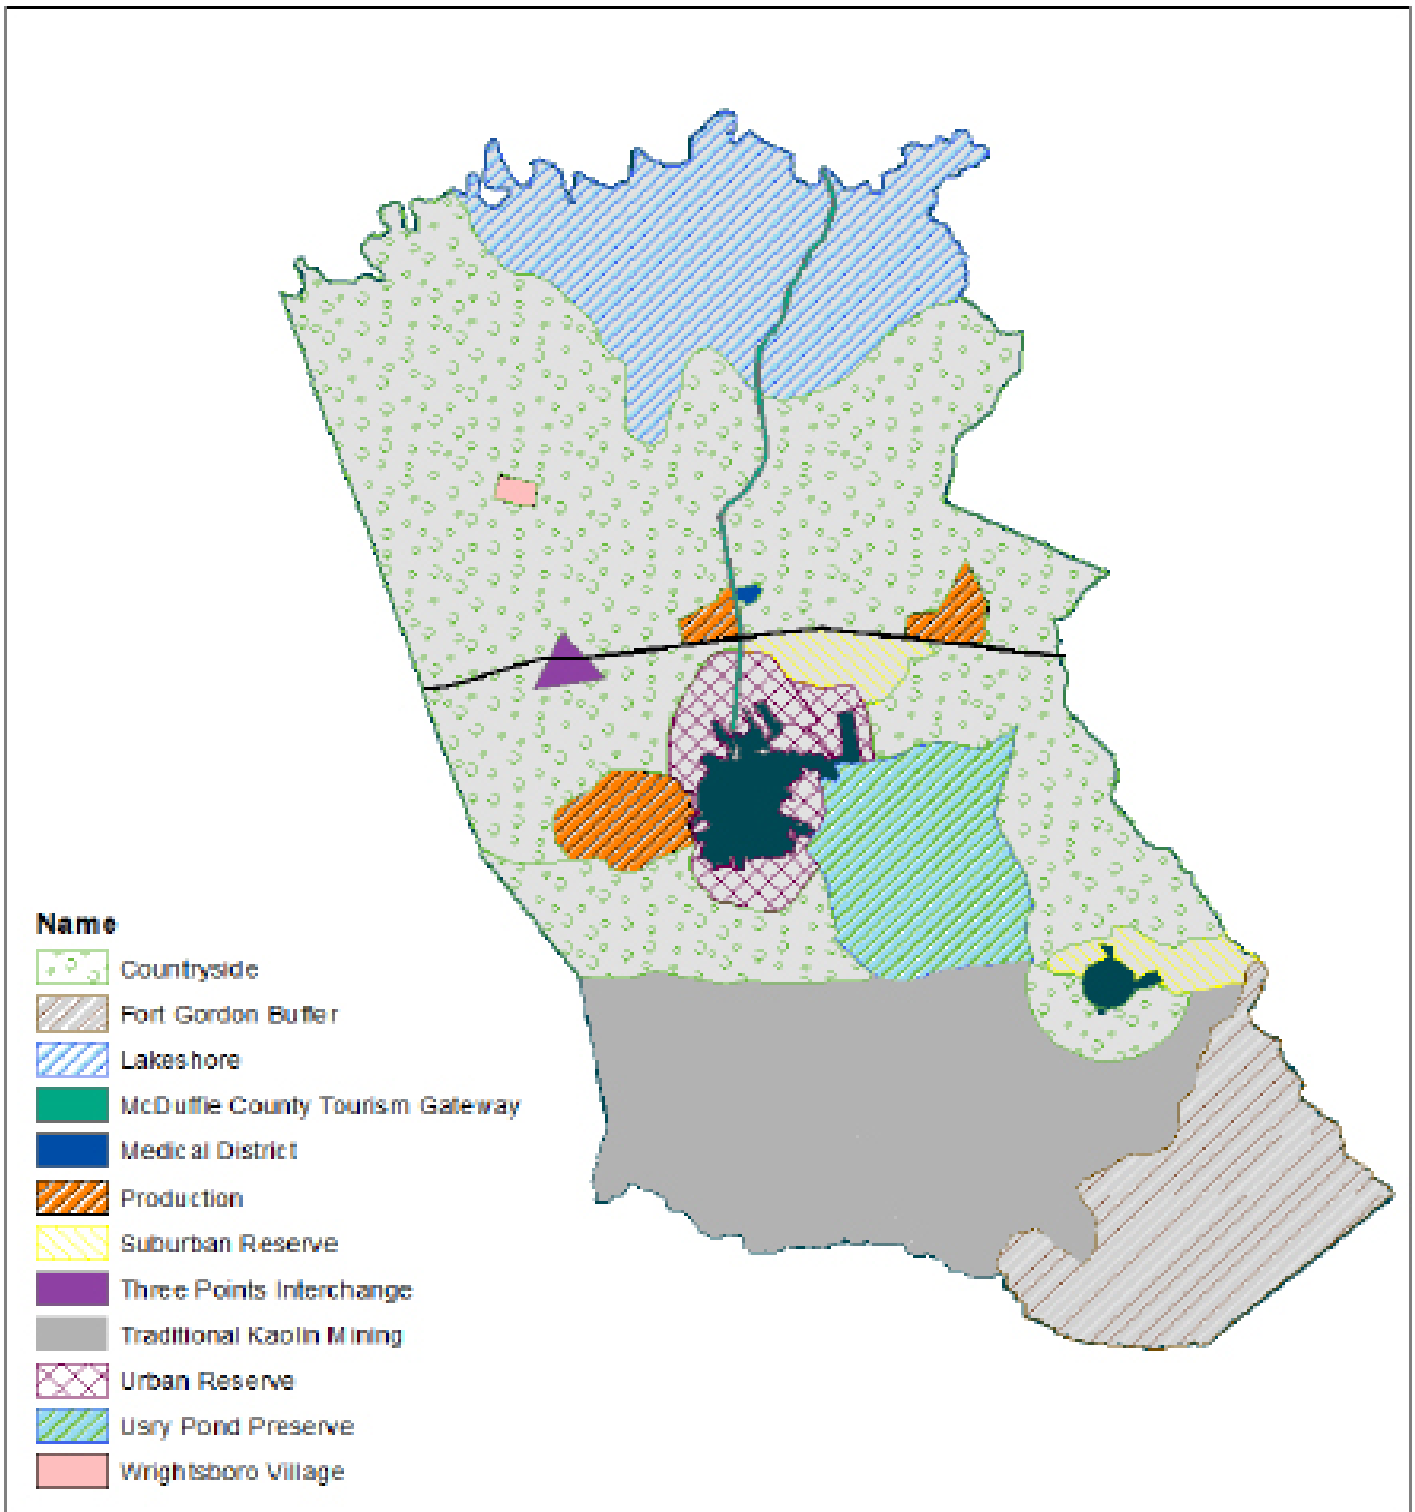 Name
Countryside
Fort Gordon Buffer
Lakeshore
McDuffie County Tourism Gateway
Medical District
Production
Suburban Reserve
Three Points Interchange
Traditional Kaolin Mining
Urban Reserve
Usry Pond Preserve
Wrightsboro Village